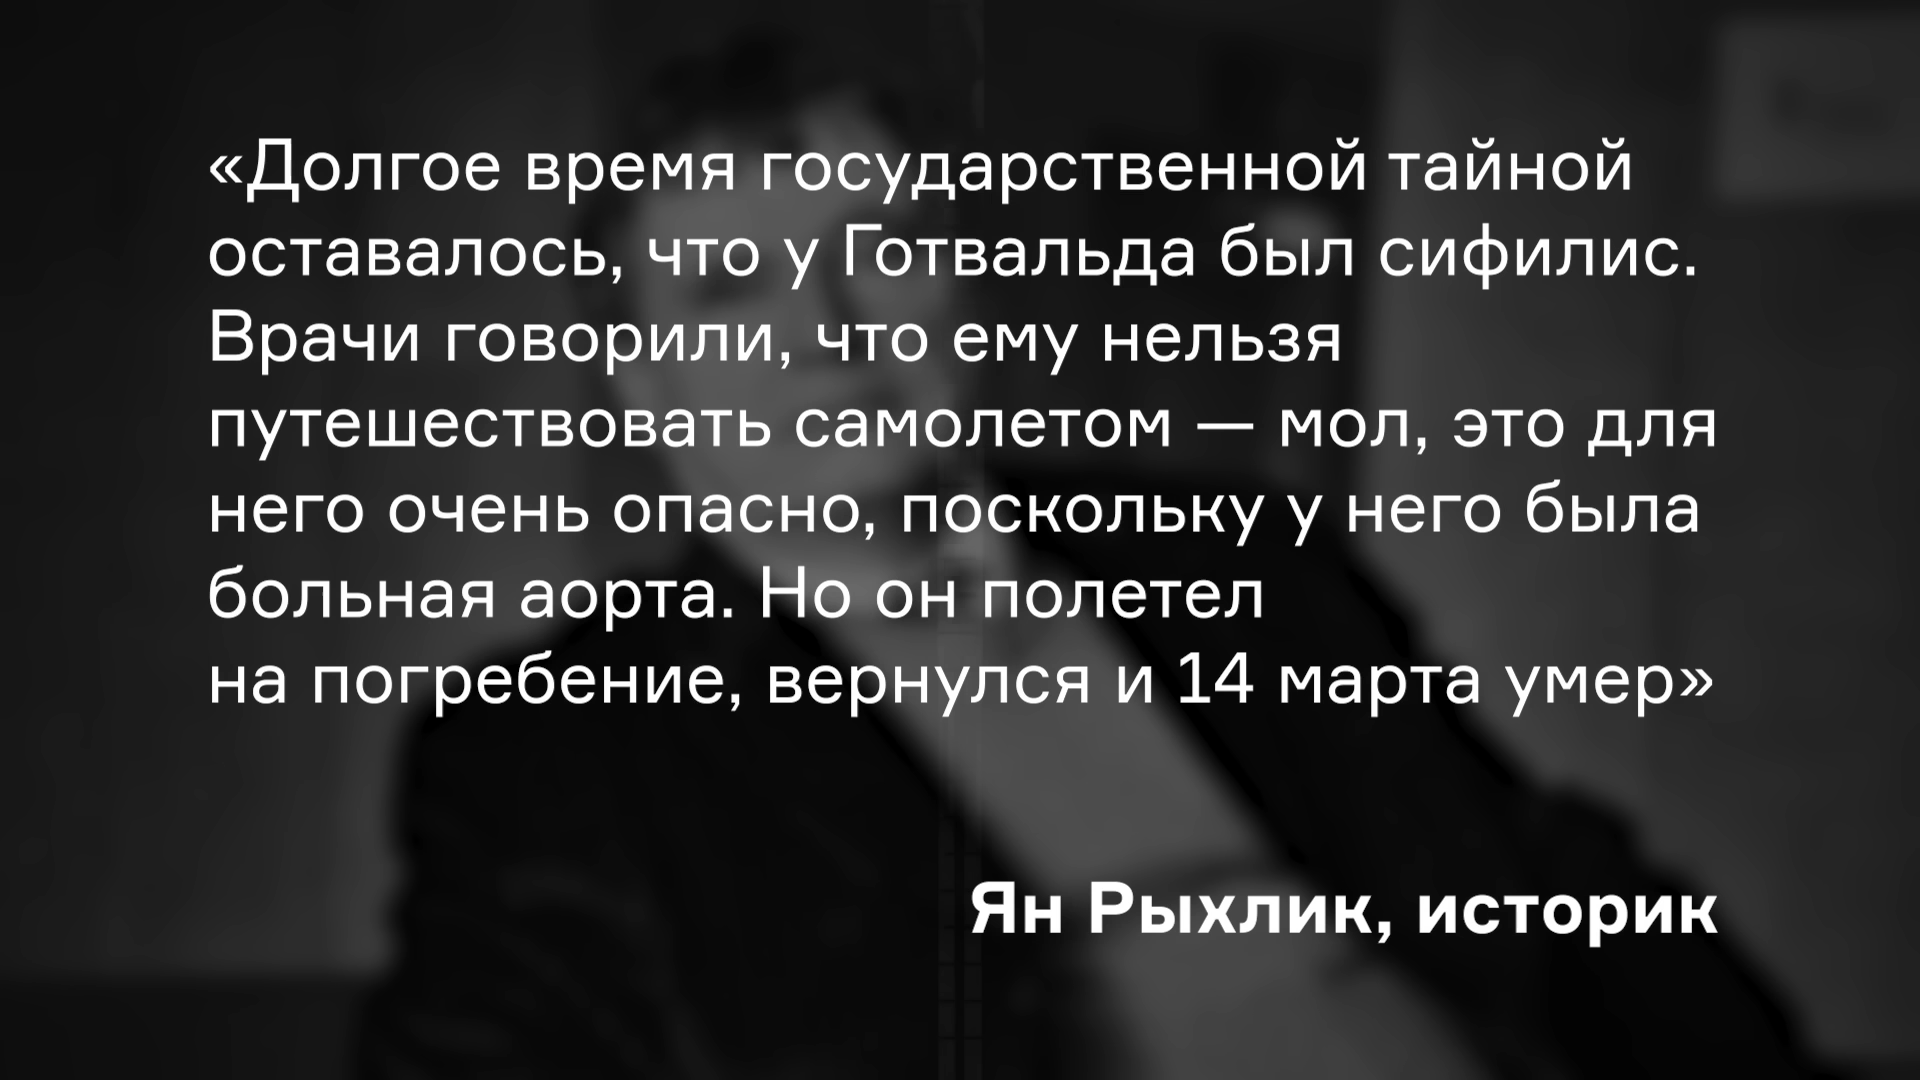 «Долгое время государственной тайной
оставалось, что у Готвальда был сифилис.
Врачи говорили, что ему нельзя
путешествовать самолетом — мол, это для
него очень опасно, поскольку у него была
больная аорта. Но он полетел
на погребение, вернулся и 14 марта умер»
Ян Рыхлик, историк